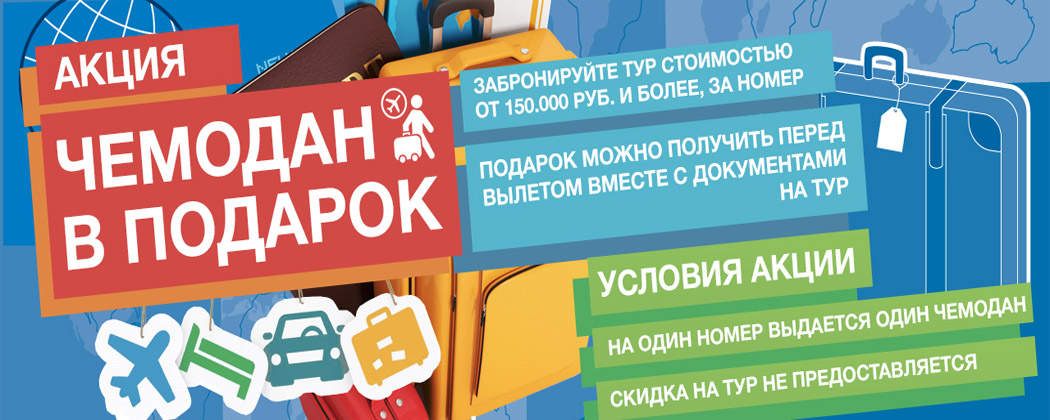 АКЦИЯ
ЧЕМОДАН
В ПОДАРОК
ЗАБРОНИРУЙТЕ ТУР СТОИМОСТЬЮ
ОТ 150.000 РУБ. И БОЛЕЕ, ЗА НОМЕР
ПОДАРОК МОЖНО ПОЛУЧИТЬ ПЕРЕД
ВЫЛЕТОМ ВМЕСТЕ С ДОКУМЕНТАМИ
НА ТУР
УСЛОВИЯ АКЦИИ
НА ОДИН НОМЕР ВЫДАЕТСЯ ОДИН ЧЕМОДАН
СКИДКА НА ТУР НЕ ПРЕДОСТАВЛЯЕТСЯ